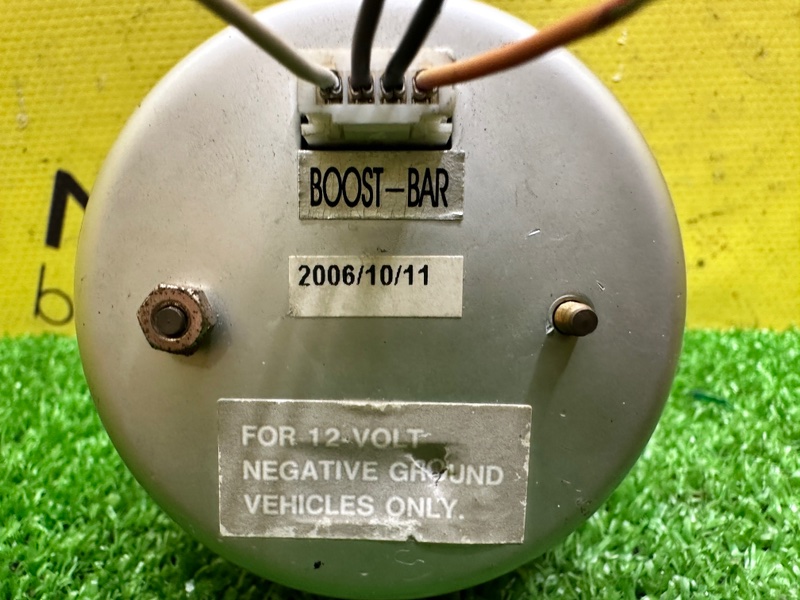 BOOST-BAR
2006/10/11
FOR 12-VOLT
NEGATIVE GROUND
VEHICLES ONLY.